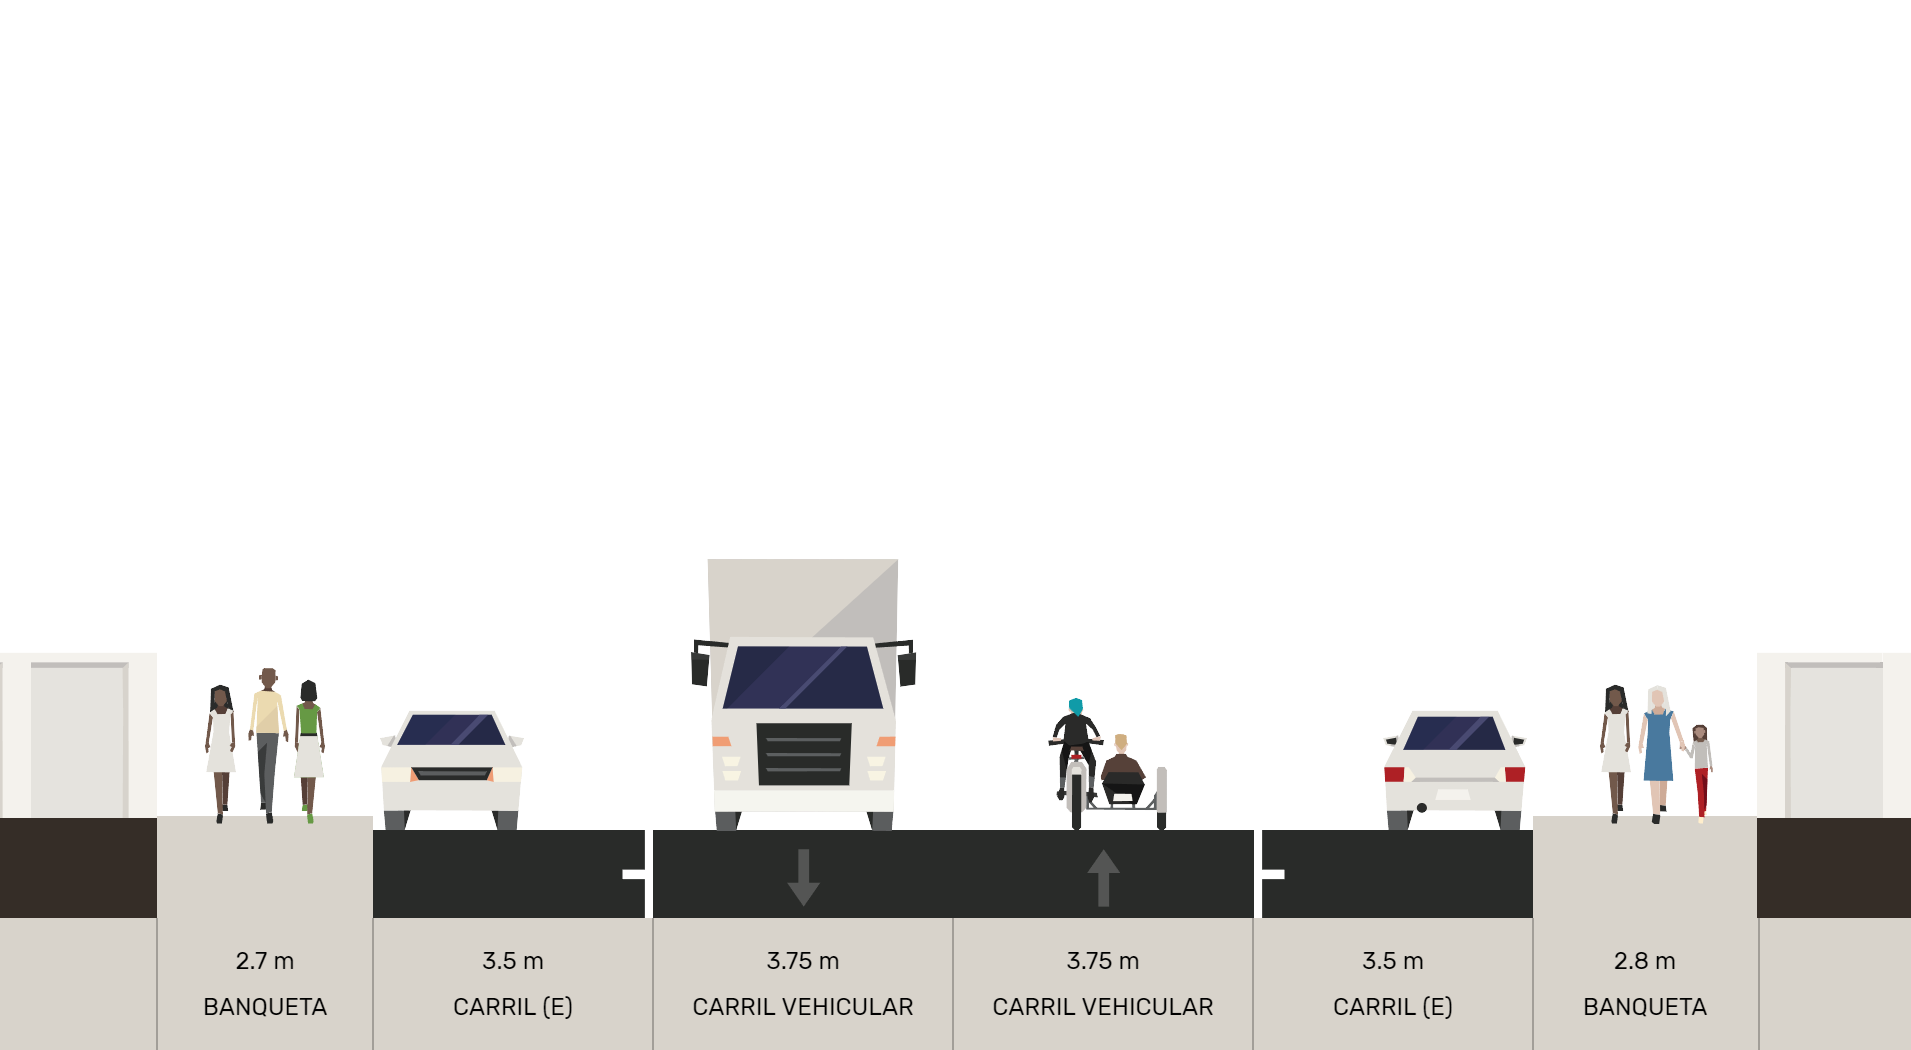 2.7 m
BANQUETA
3.5 m
CARRIL (E)
3.75 m
CARRIL VEHICULAR
3.75 m
CARRIL VEHICULAR
3.5 m
CARRIL (E)
2.8 m
BANQUETA